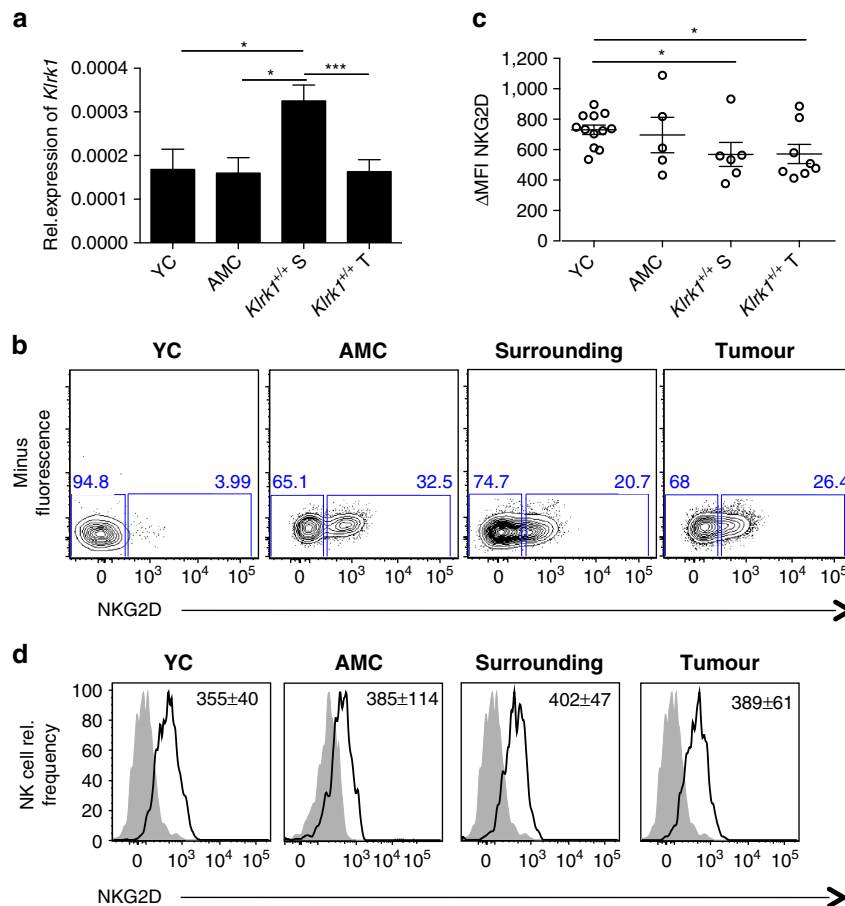 a
Rel.expression of Klrk1
0.0004
0.0003
0.0002
0.0001
0.0000
*
*
***
YC
AMC
Klrk1+/+ S
Klrk1+/+ T
c
ΔMFI NKG2D
1,200
1,000
800
600
400
200
0
*
*
YC
AMC
Klrk1+/+ S
Klrk1+/+ T
b
YC
AMC
Surrounding
Tumour
Minus
fluorescence
94.8
3.99
65.1
32.5
74.7
20.7
68
26.4
0 10³ 10⁴ 10⁵
0 10³ 10⁴ 10⁵
0 10³ 10⁴ 10⁵
0 10³ 10⁴ 10⁵
NKG2D
d
YC
AMC
Surrounding
Tumour
NK cell rel.
frequency
100
80
60
40
20
0
355±40
385±114
402±47
389±61
0 10³ 10⁴ 10⁵
0 10³ 10⁴ 10⁵
0 10³ 10⁴ 10⁵
0 10³ 10⁴ 10⁵
NKG2D